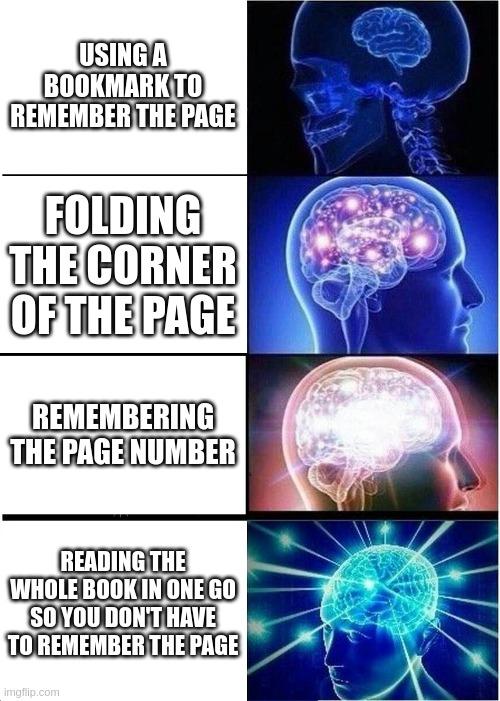 USING A
BOOKMARK TO
REMEMBER THE PAGE
FOLDING
THE CORNER
OF THE PAGE
REMEMBERING
THE PAGE NUMBER
READING THE
WHOLE BOOK IN ONE GO
SO YOU DON'T HAVE
TO REMEMBER THE PAGE
imgflip.com